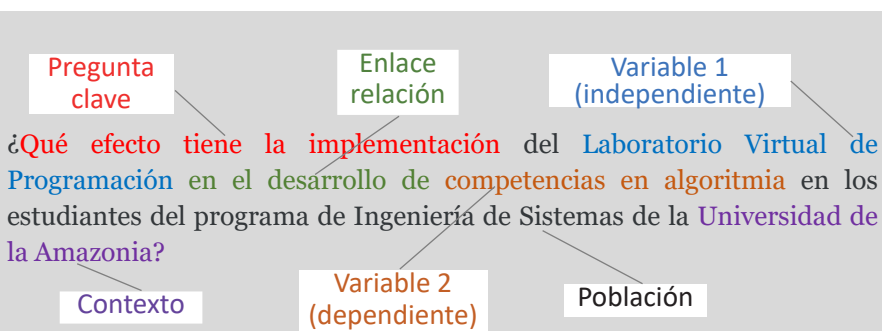 Pregunta
clave
Enlace
relación
Variable 1
(independiente)
¿Qué efecto tiene la implementación del Laboratorio Virtual de
Programación en el desarrollo de competencias en algoritmia en los
estudiantes del programa de Ingeniería de Sistemas de la Universidad de
la Amazonia?
Contexto
Variable 2
(dependiente)
Población